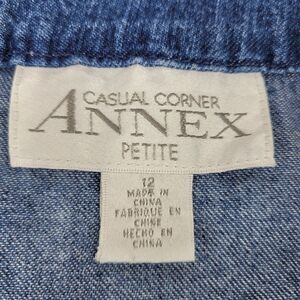 CASUAL CORNER
ANNEX
PETITE
12
MADE IN
CHINA
FABRIQUE EN
CHINE
HECHO EN
CHINA